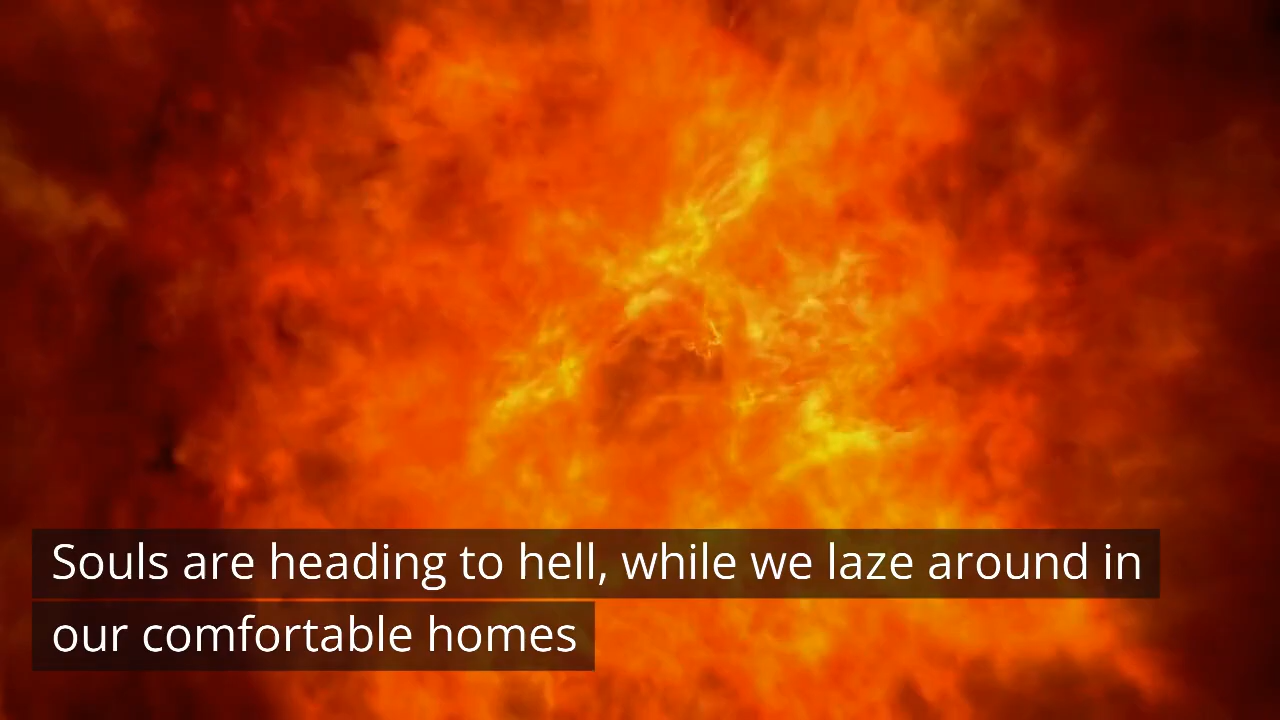 Souls are heading to hell, while we laze around in
our comfortable homes